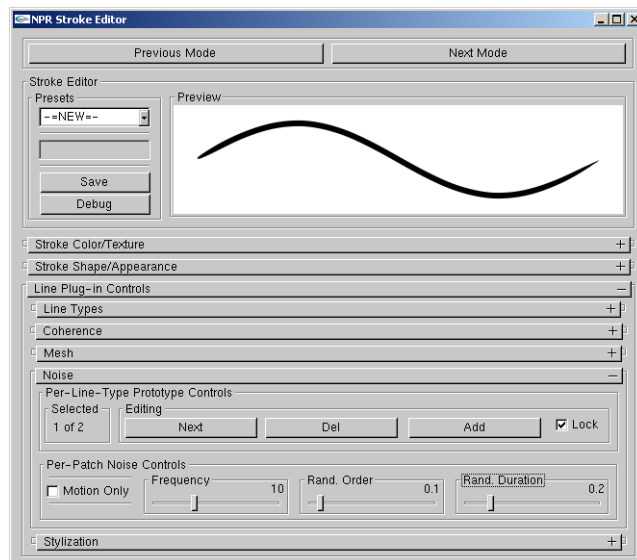 NPR Stroke Editor
Previous Mode Next Mode
Stroke Editor
Presets Preview
-=NEW=-
Save
Debug
Stroke Color/Texture +
Stroke Shape/Appearance +
Line Plug-in Controls –
Line Types +
Coherence +
Mesh +
Noise –
Per-Line-Type Prototype Controls
Selected Editing
1 of 2 Next Del Add Lock
Per-Patch Noise Controls
Motion Only Frequency 10 Rand. Order 0.1 Rand. Duration 0.2
Stylization +